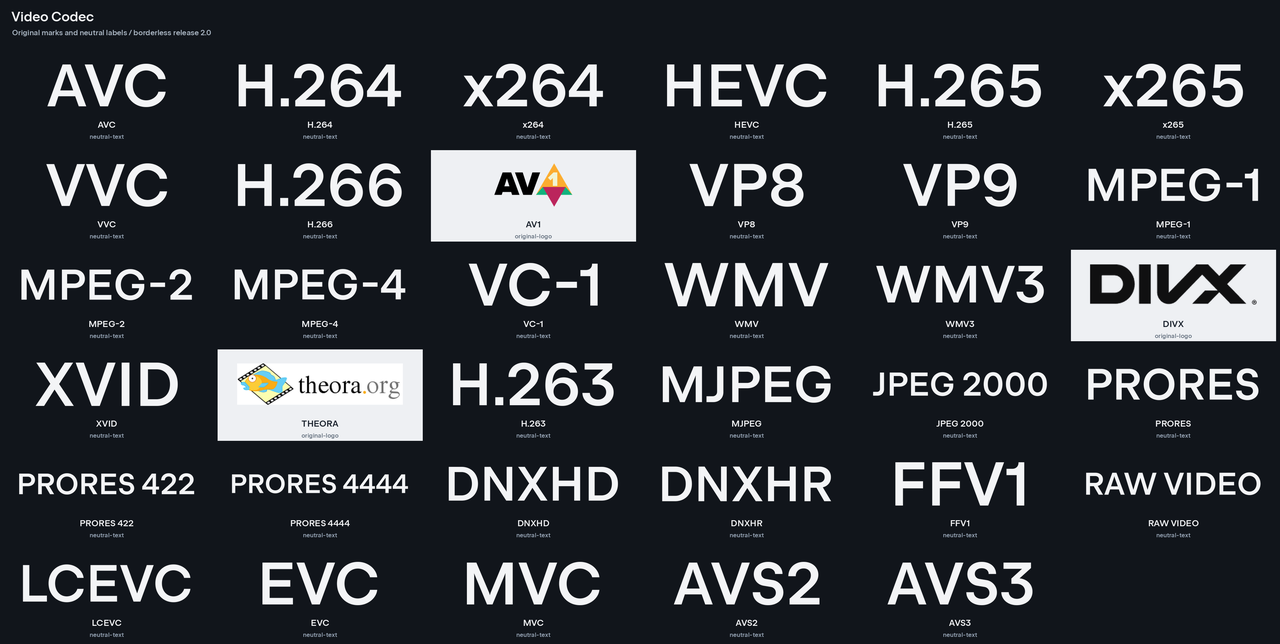 Video Codec
Original marks and neutral labels / borderless release 2.0
AVC H.264 x264 HEVC H.265 x265
AVC H.264 x264 HEVC H.265 x265
neutral-text neutral-text neutral-text neutral-text neutral-text neutral-text
VVC H.266 AV1 VP8 VP9 MPEG-1
VVC H.266 AV1 VP8 VP9 MPEG-1
neutral-text neutral-text original-logo neutral-text neutral-text neutral-text
MPEG-2 MPEG-4 VC-1 WMV WMV3 DIVX ®
MPEG-2 MPEG-4 VC-1 WMV WMV3 DIVX
neutral-text neutral-text neutral-text neutral-text neutral-text original-logo
XVID theora.org H.263 MJPEG JPEG 2000 PRORES
XVID THEORA H.263 MJPEG JPEG 2000 PRORES
neutral-text original-logo neutral-text neutral-text neutral-text neutral-text
PRORES 422 PRORES 4444 DNXHD DNXHR FFV1 RAW VIDEO
PRORES 422 PRORES 4444 DNXHD DNXHR FFV1 RAW VIDEO
neutral-text neutral-text neutral-text neutral-text neutral-text neutral-text
LCEVC EVC MVC AVS2 AVS3
LCEVC EVC MVC AVS2 AVS3
neutral-text neutral-text neutral-text neutral-text neutral-text